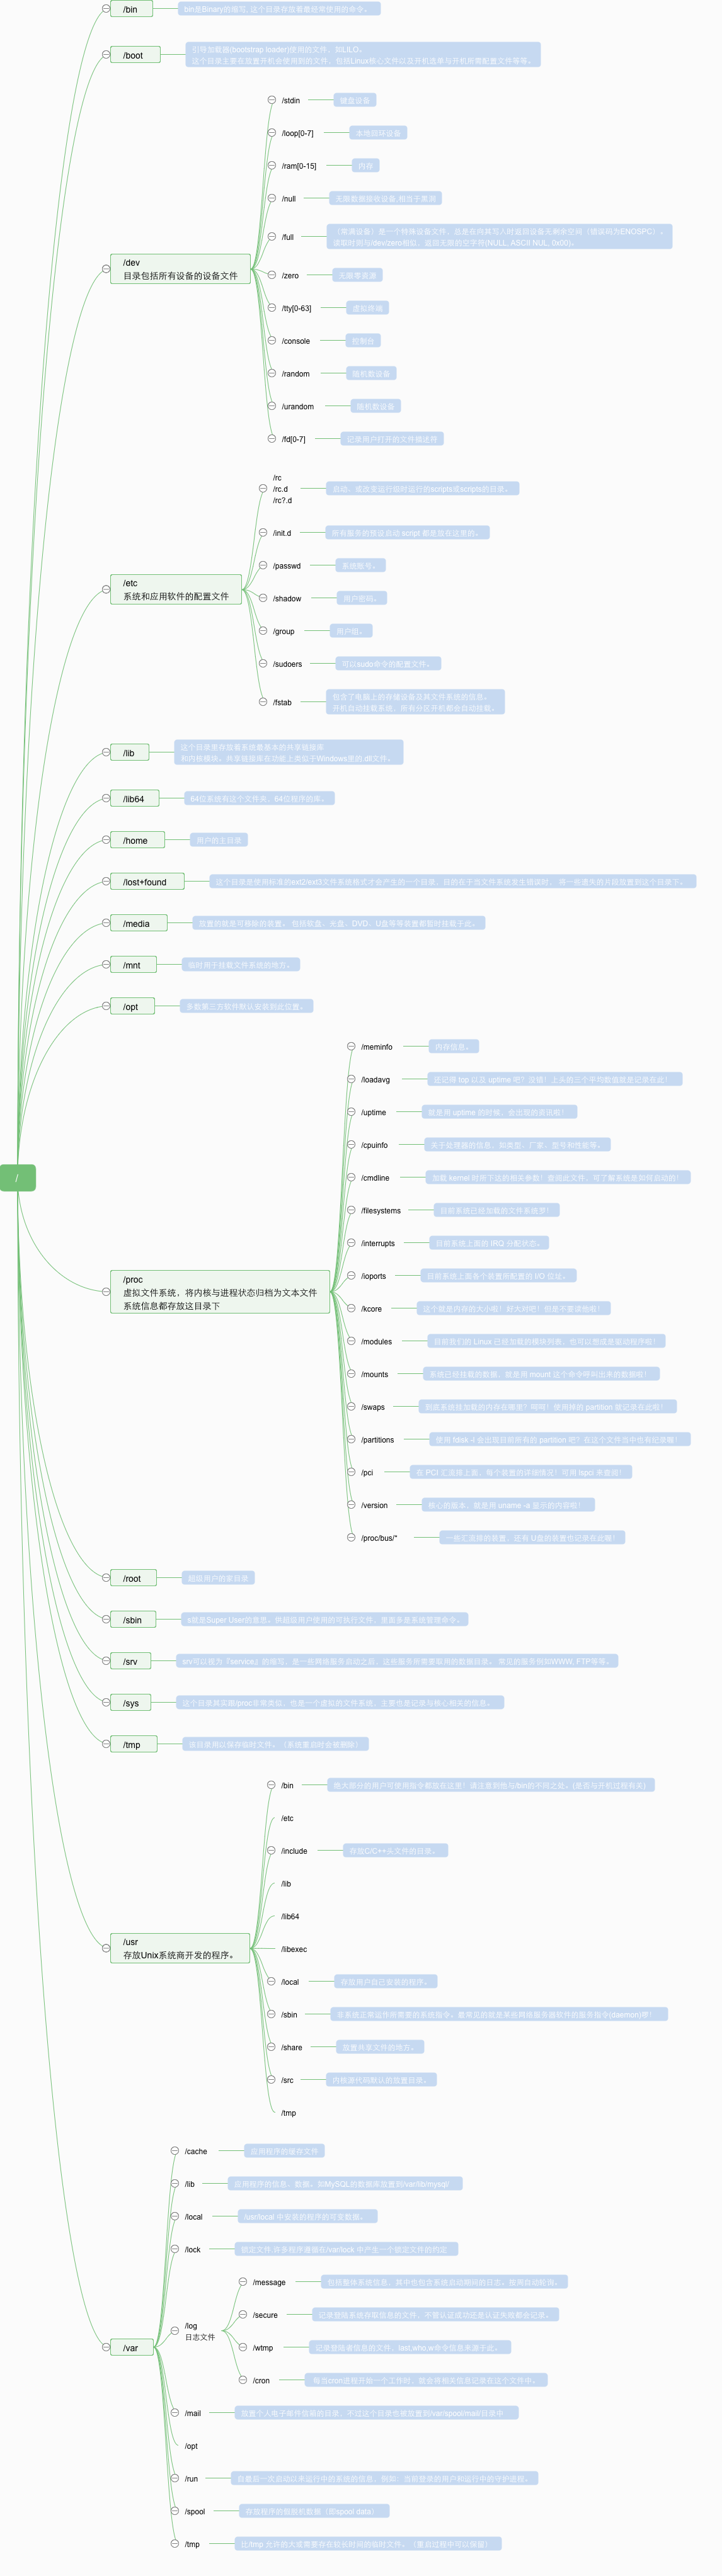 /
/bin
bin是Binary的缩写, 这个目录存放着最经常使用的命令。
/boot
引导加载器(bootstrap loader)使用的文件，如LILO。
这个目录主要在放置开机会使用到的文件，包括Linux核心文件以及开机选单与开机所需配置文件等等。
/dev
目录包括所有设备的设备文件
/stdin
键盘设备
/loop[0-7]
本地回环设备
/ram[0-15]
内存
/null
无限数据接收设备,相当于黑洞
/full
（常满设备）是一个特殊设备文件，总是在向其写入时返回设备无剩余空间（错误码为ENOSPC），
读取时则与/dev/zero相似，返回无限的空字符(NULL, ASCII NUL, 0x00)。
/zero
无限零资源
/tty[0-63]
虚拟终端
/console
控制台
/random
随机数设备
/urandom
随机数设备
/fd[0-7]
记录用户打开的文件描述符
/etc
系统和应用软件的配置文件
/rc
/rc.d
/rc?.d
启动、或改变运行级时运行的scripts或scripts的目录。
/init.d
所有服务的预设启动 script 都是放在这里的。
/passwd
系统账号。
/shadow
用户密码。
/group
用户组。
/sudoers
可以sudo命令的配置文件。
/fstab
包含了电脑上的存储设备及其文件系统的信息。
开机自动挂载系统，所有分区开机都会自动挂载。
/lib
这个目录里存放着系统最基本的共享链接库
和内核模块。共享链接库在功能上类似于Windows里的.dll文件。
/lib64
64位系统有这个文件夹，64位程序的库。
/home
用户的主目录
/lost+found
这个目录是使用标准的ext2/ext3文件系统格式才会产生的一个目录，目的在于当文件系统发生错误时， 将一些遗失的片段放置到这个目录下。
/media
放置的就是可移除的装置。 包括软盘、光盘、DVD、U盘等等装置都暂时挂载于此。
/mnt
临时用于挂载文件系统的地方。
/opt
多数第三方软件默认安装到此位置。
/proc
虚拟文件系统，将内核与进程状态归档为文本文件
系统信息都存放这目录下
/meminfo
内存信息。
/loadavg
还记得 top 以及 uptime 吧？没错！上头的三个平均数值就是记录在此！
/uptime
就是用 uptime 的时候，会出现的资讯啦！
/cpuinfo
关于处理器的信息，如类型、厂家、型号和性能等。
/cmdline
加载 kernel 时所下达的相关参数！查阅此文件，可了解系统是如何启动的！
/filesystems
目前系统已经加载的文件系统罗！
/interrupts
目前系统上面的 IRQ 分配状态。
/ioports
目前系统上面各个装置所配置的 I/O 位址。
/kcore
这个就是内存的大小啦！好大对吧！但是不要读他啦！
/modules
目前我们的 Linux 已经加载的模块列表，也可以想成是驱动程序啦！
/mounts
系统已经挂载的数据，就是用 mount 这个命令呼叫出来的数据啦！
/swaps
到底系统挂加载的内存在哪里？呵呵！使用掉的 partition 就记录在此啦！
/partitions
使用 fdisk -l 会出现目前所有的 partition 吧？在这个文件当中也有纪录喔！
/pci
在 PCI 汇流排上面，每个装置的详细情况！可用 lspci 来查阅！
/version
核心的版本，就是用 uname -a 显示的内容啦！
/proc/bus/*
一些汇流排的装置，还有 U盘的装置也记录在此喔！
/root
超级用户的家目录
/sbin
s就是Super User的意思。供超级用户使用的可执行文件，里面多是系统管理命令。
/srv
srv可以视为『service』的缩写，是一些网络服务启动之后，这些服务所需要取用的数据目录。 常见的服务例如WWW, FTP等等。
/sys
这个目录其实跟/proc非常类似，也是一个虚拟的文件系统，主要也是记录与核心相关的信息。
/tmp
该目录用以保存临时文件。（系统重启时会被删除）
/usr
存放Unix系统商开发的程序。
/bin
绝大部分的用户可使用指令都放在这里！请注意到他与/bin的不同之处。(是否与开机过程有关)
/etc
/include
存放C/C++头文件的目录。
/lib
/lib64
/libexec
/local
存放用户自己安装的程序。
/sbin
非系统正常运作所需要的系统指令。最常见的就是某些网络服务器软件的服务指令(daemon)啰!
/share
放置共享文件的地方。
/src
内核源代码默认的放置目录。
/tmp
/var
/cache
应用程序的缓存文件
/lib
应用程序的信息、数据。如MySQL的数据库放置到/var/lib/mysql/
/local
/usr/local 中安装的程序的可变数据。
/lock
锁定文件.许多程序遵循在/var/lock 中产生一个锁定文件的约定
/log
日志文件
/message
包括整体系统信息，其中也包含系统启动期间的日志。按周自动轮询。
/secure
记录登陆系统存取信息的文件，不管认证成功还是认证失败都会记录。
/wtmp
记录登陆者信息的文件，last,who,w命令信息来源于此。
/cron
每当cron进程开始一个工作时，就会将相关信息记录在这个文件中。
/mail
放置个人电子邮件信箱的目录，不过这个目录也被放置到/var/spool/mail/目录中
/opt
/run
自最后一次启动以来运行中的系统的信息，例如：当前登录的用户和运行中的守护进程。
/spool
存放程序的假脱机数据（即spool data）
/tmp
比/tmp 允许的大或需要存在较长时间的临时文件。（重启过程中可以保留）